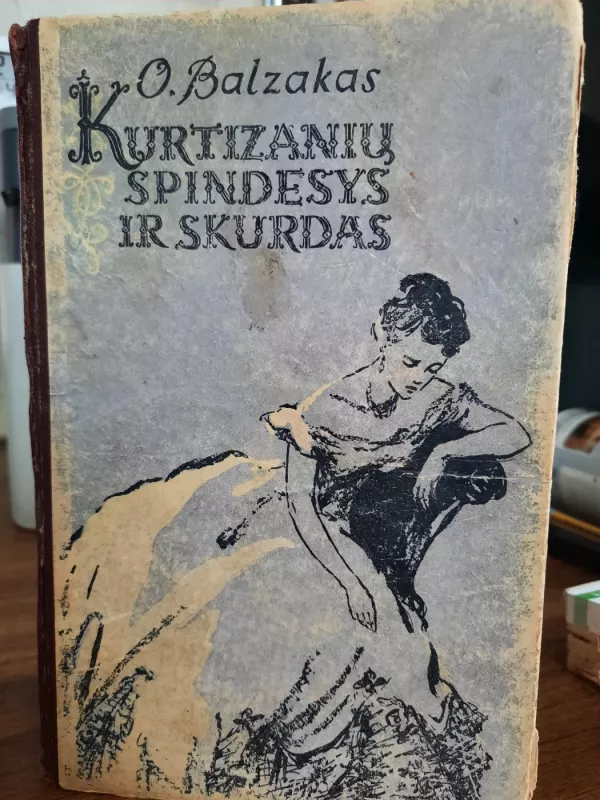 O. Balzakas
KURTIZANIŲ
SPINDESYS
IR SKURDAS